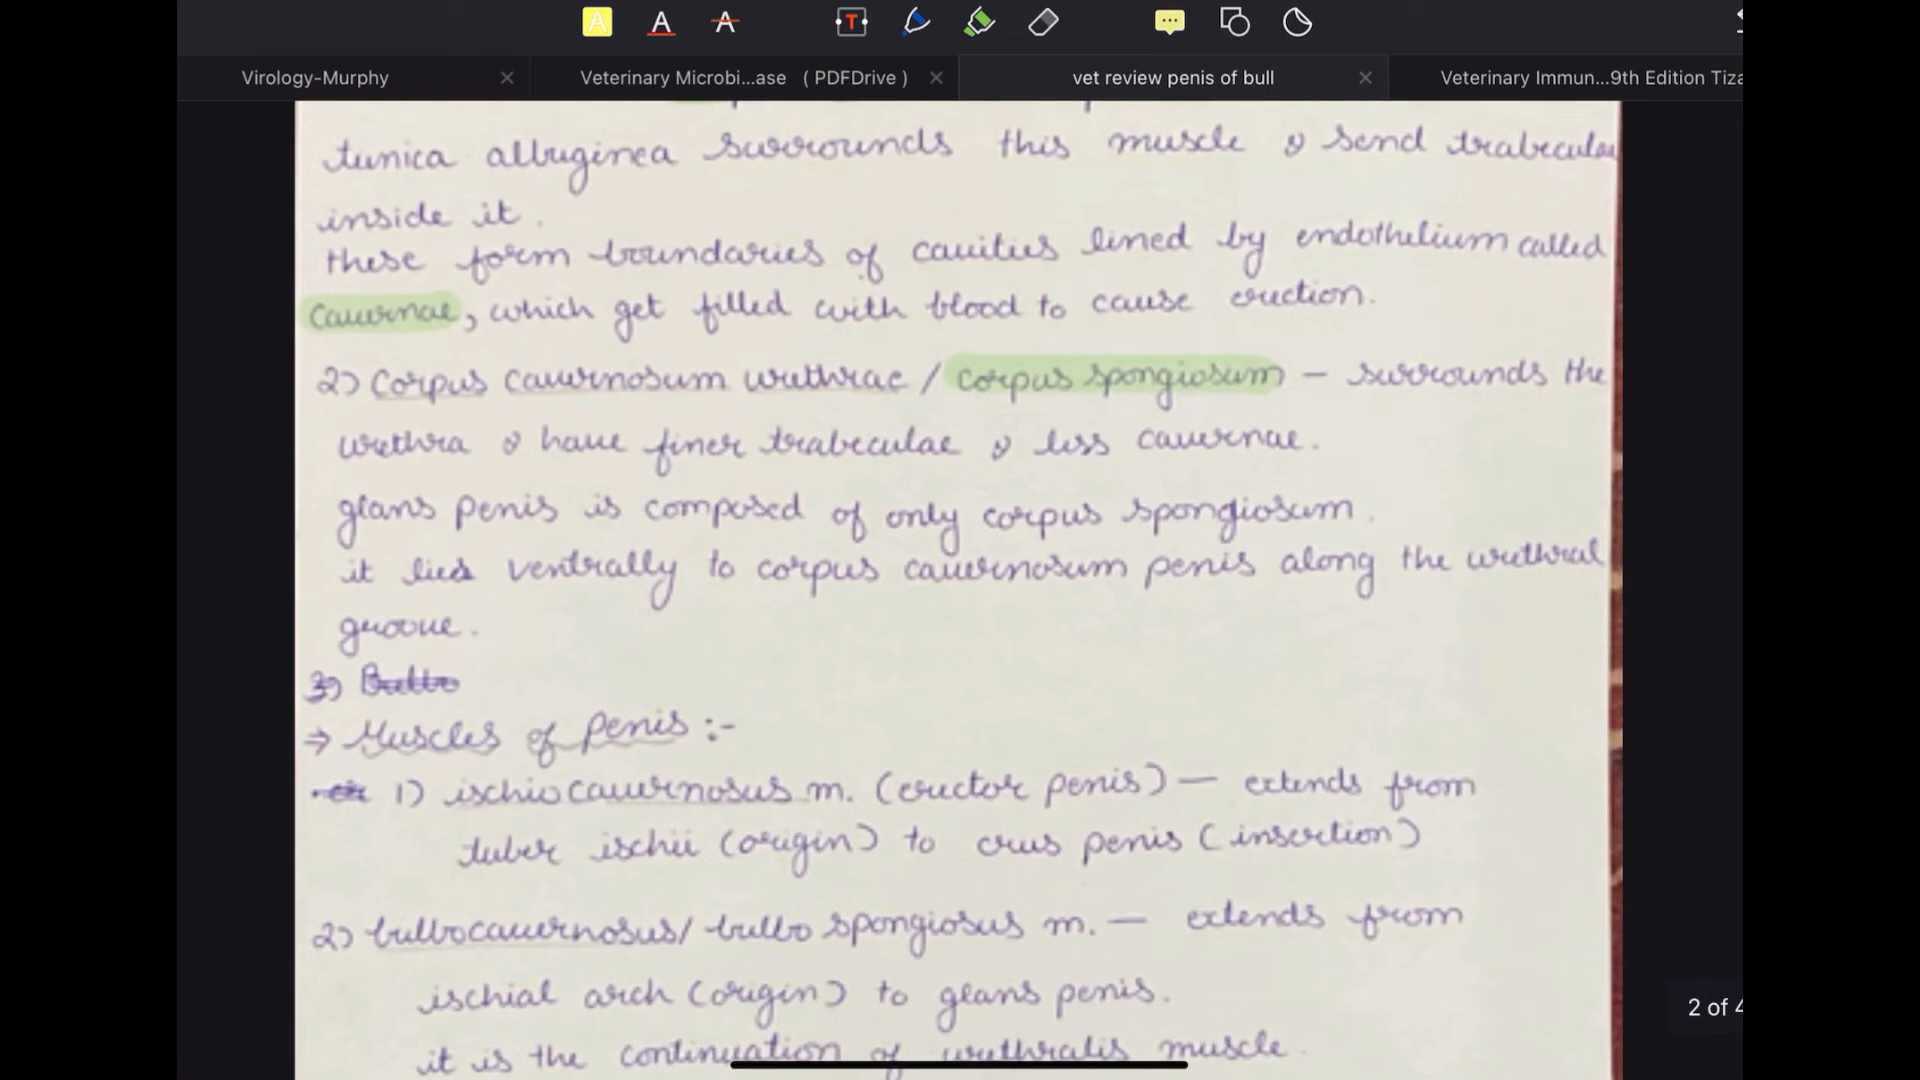 Virology-Murphy
Veterinary Microbi...ase ( PDFDrive )
vet review penis of bull
Veterinary Immun...9th Edition Tiza
tunica albuginea surrounds this muscle & send trabeculae
inside it.
these form boundaries of cavities lined by endothelium called
cavernae, which get filled with blood to cause erection.
2) Corpus cavernosum urethrae / corpus spongiosum - surrounds the
urethra & have finer trabeculae & less cavernae.
glans penis is composed of only corpus spongiosum.
it lies ventrally to corpus cavernosum penis along the urethral
groove.
3) Bulbo
⇒ Muscles of penis :-
1) ischiocavernosus m. (erector penis) — extends from
tuber ischii (origin) to crus penis (insertion)
2) bulbocavernosus/ bulbo spongiosus m. — extends from
ischial arch (origin) to glans penis.
it is the continuation of urethralis muscle.
2 of 4